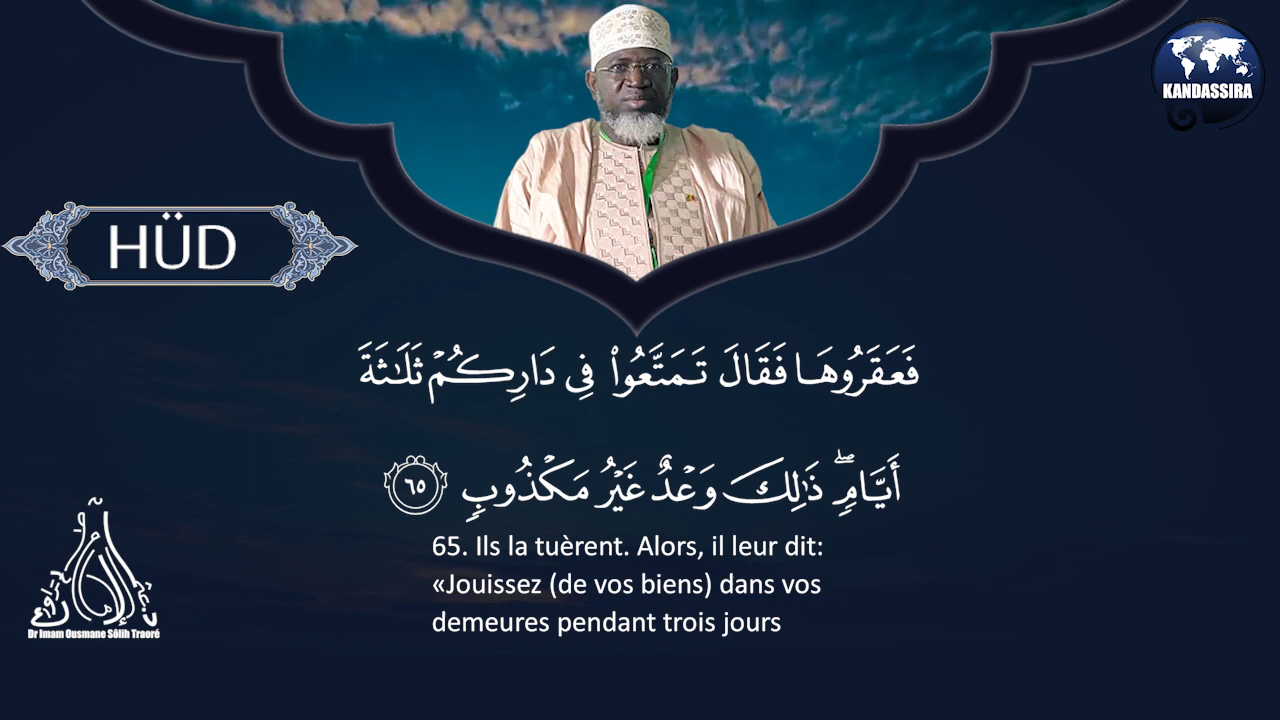 KANDASSIRA
HÜD
فَعَقَرُوهَا فَقَالَ تَمَتَّعُواْ فِى دَارِكُمْ ثَلَٰثَةَ
أَيَّامٍۖ ذَٰلِكَ وَعْدٌ غَيْرُ مَكْذُوبٍ ٦٥
65. Ils la tuèrent. Alors, il leur dit:
«Jouissez (de vos biens) dans vos
demeures pendant trois jours
Dr Imam Ousmane Sôlih Traoré